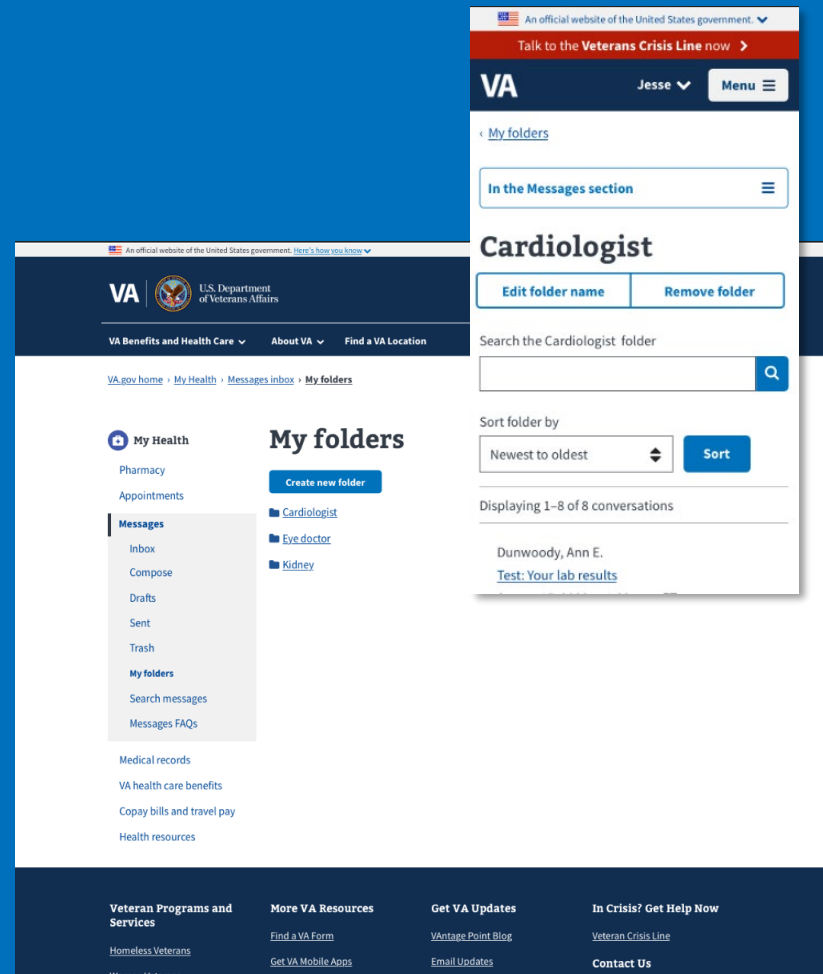 An official website of the United States government.
Talk to the Veterans Crisis Line now
VA
Jesse
Menu
‹ My folders
In the Messages section
Cardiologist
Edit folder name
Remove folder
Search the Cardiologist folder
Sort folder by
Newest to oldest
Sort
Displaying 1–8 of 8 conversations
Dunwoody, Ann E.
Test: Your lab results
An official website of the United States government. Here's how you know
VA
U.S. Department
of Veterans Affairs
VA Benefits and Health Care
About VA
Find a VA Location
VA.gov home › My Health › Messages inbox › My folders
My Health
Pharmacy
Appointments
Messages
Inbox
Compose
Drafts
Sent
Trash
My folders
Search messages
Messages FAQs
Medical records
VA health care benefits
Copay bills and travel pay
Health resources
My folders
Create new folder
Cardiologist
Eye doctor
Kidney
Veteran Programs and
Services
Homeless Veterans
More VA Resources
Find a VA Form
Get VA Mobile Apps
Get VA Updates
VAntage Point Blog
Email Updates
In Crisis? Get Help Now
Veteran Crisis Line
Contact Us